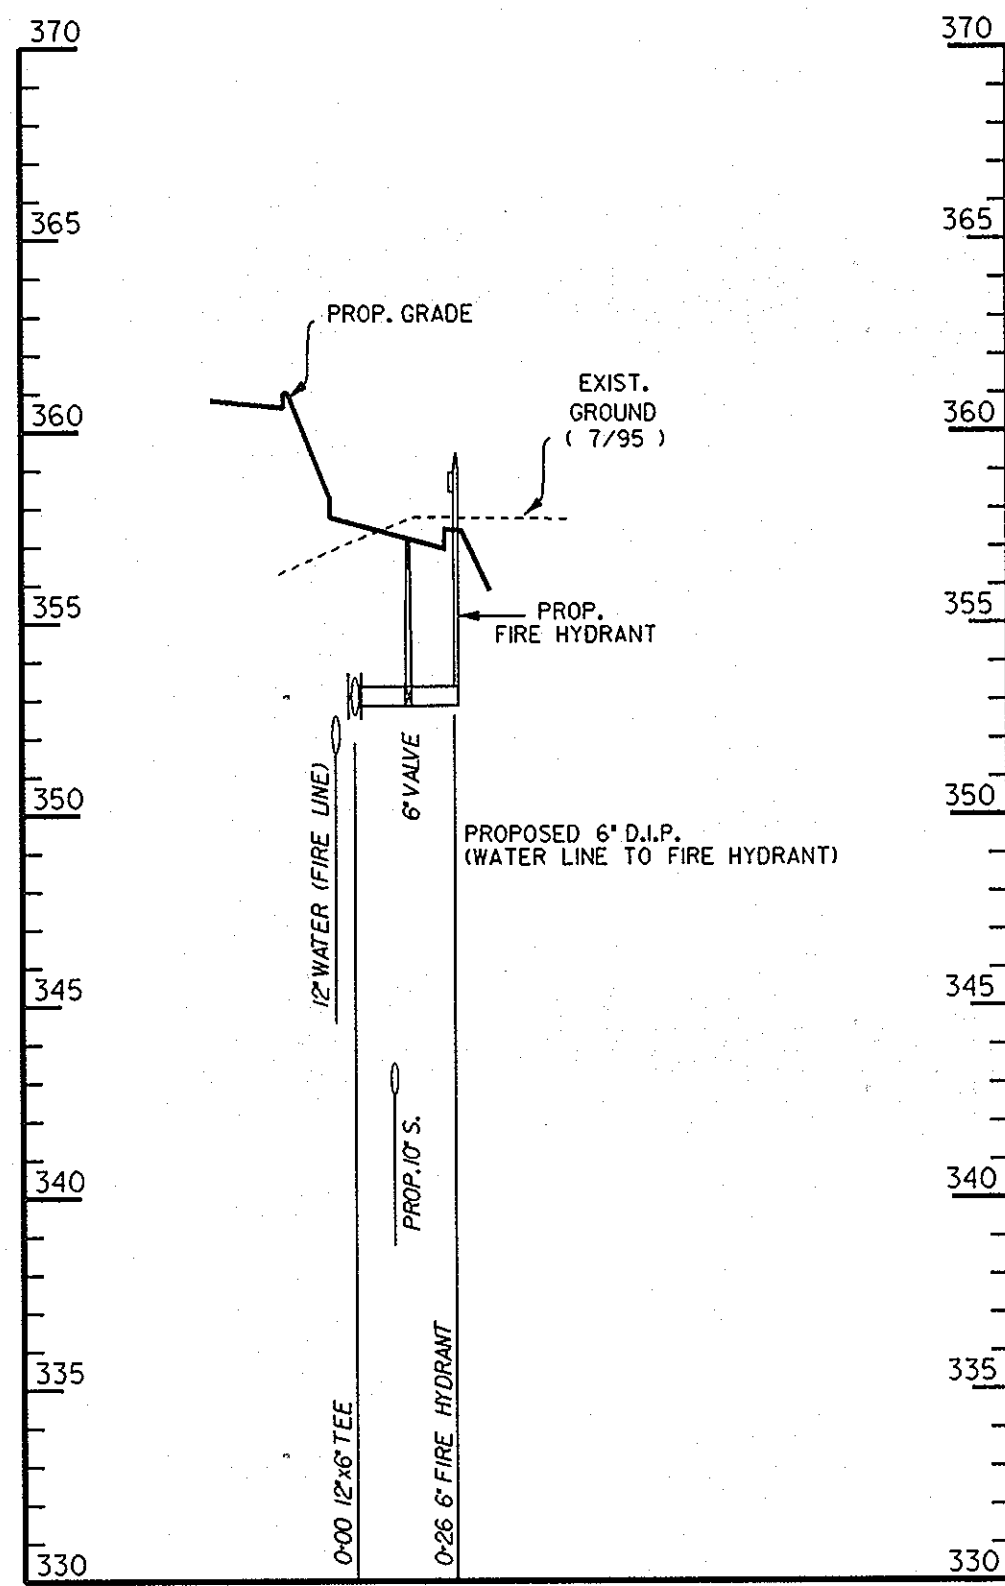 370
370
365
365
PROP. GRADE
EXIST.
GROUND
( 7/95 )
360
360
355
355
PROP.
FIRE HYDRANT
12" WATER (FIRE LINE)
6" VALVE
350
350
PROPOSED 6" D.I.P.
(WATER LINE TO FIRE HYDRANT)
345
345
PROP. 10" S.
340
340
335
335
0+00 12"x6" TEE
0+26 6" FIRE HYDRANT
330
330